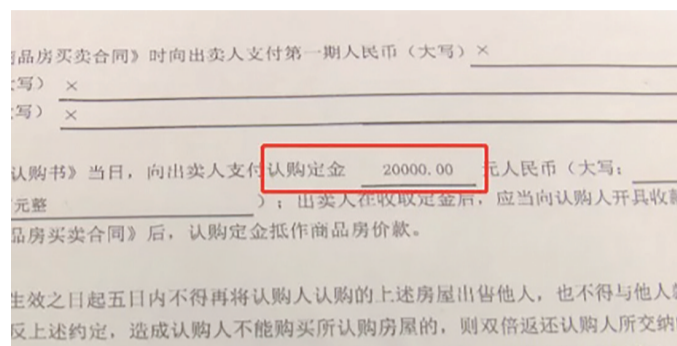 商品房买卖合同》时向出卖人支付第一期人民币（大写）×
写） ×
写） ×
认购书》当日，向出卖人支付认购定金 20000.00 元人民币（大写：
元整 ）；出卖人在收取定金后，应当向认购人开具收款
品房买卖合同》后，认购定金抵作商品房价款。
生效之日起五日内不得再将认购人认购的上述房屋出售他人，也不得与他人
反上述约定，造成认购人不能购买所认购房屋的，则双倍返还认购人所交纳